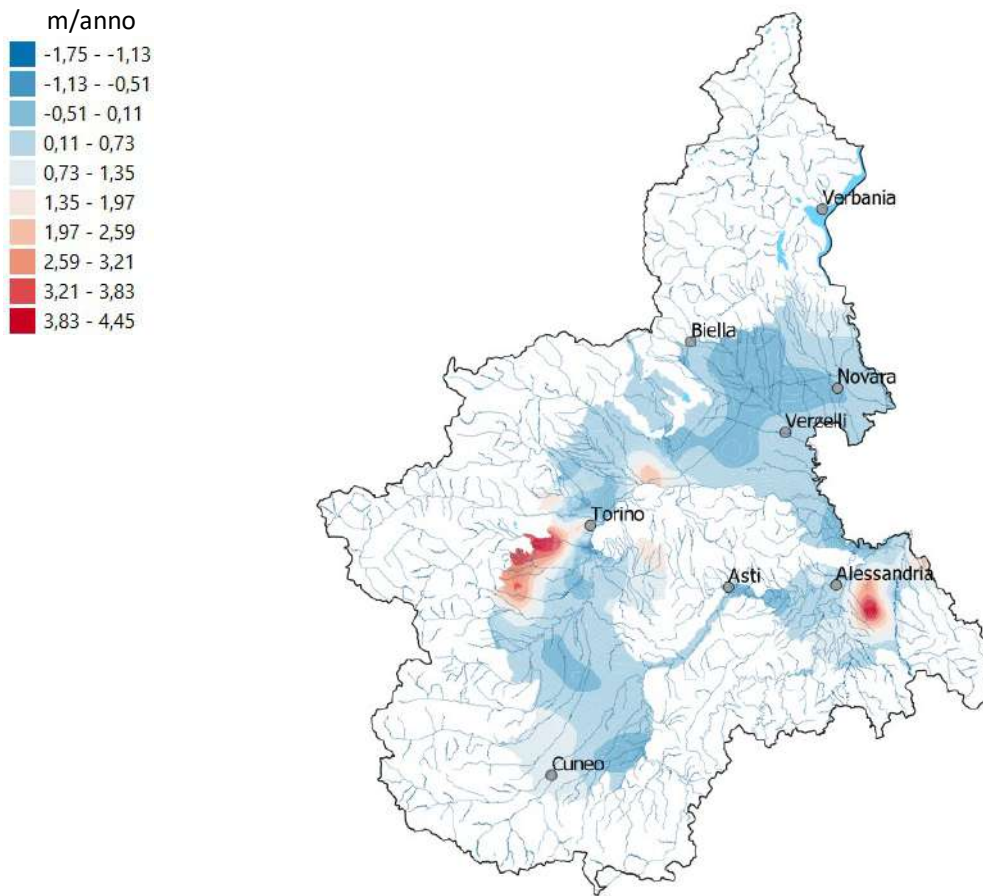 m/anno
-1,75 - -1,13
-1,13 - -0,51
-0,51 - 0,11
0,11 - 0,73
0,73 - 1,35
1,35 - 1,97
1,97 - 2,59
2,59 - 3,21
3,21 - 3,83
3,83 - 4,45
Verbania
Biella
Novara
Vercelli
Torino
Asti
Alessandria
Cuneo